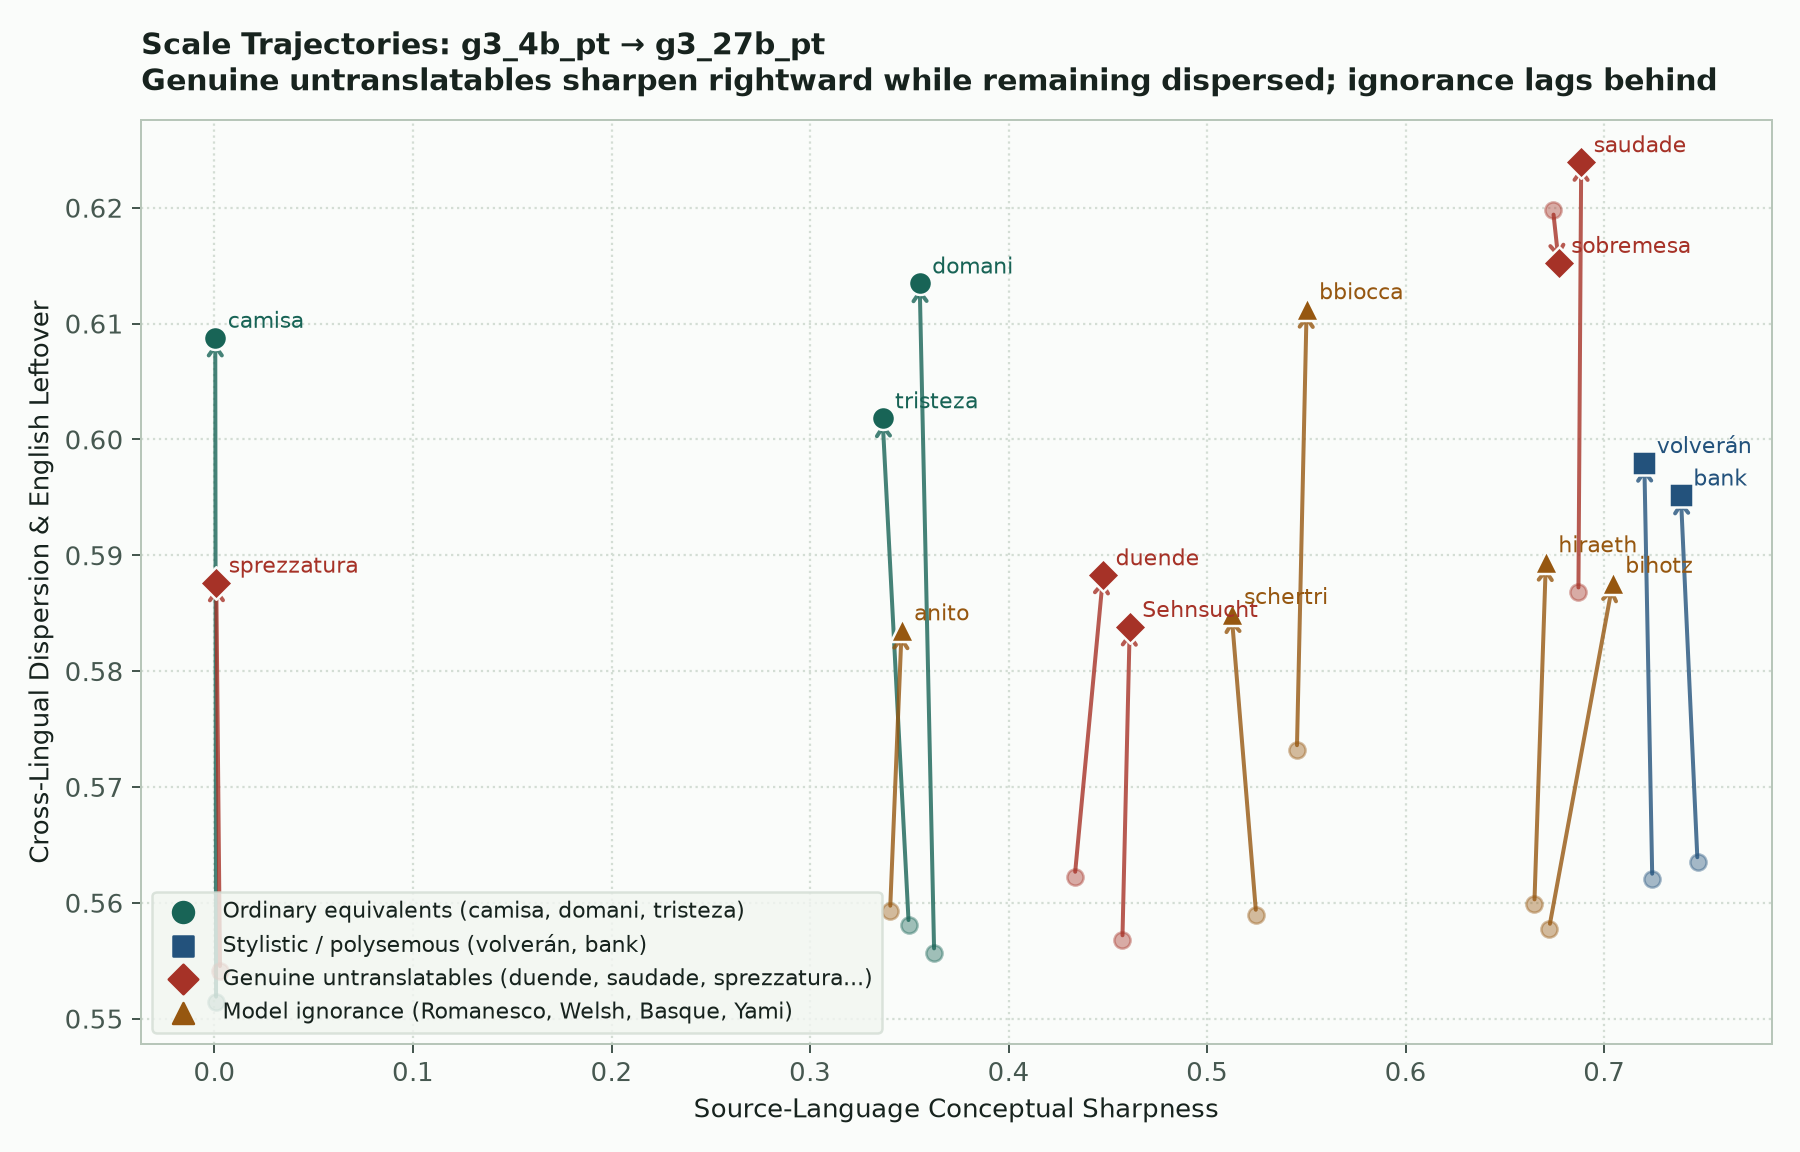 Scale Trajectories: g3_4b_pt → g3_27b_pt
Genuine untranslatables sharpen rightward while remaining dispersed; ignorance lags behind
saudade
sobremesa
domani
bbiocca
camisa
tristeza
volverán
bank
hiraeth
bihotz
sprezzatura
duende
schertri
Sehnsucht
anito
Ordinary equivalents (camisa, domani, tristeza)
Stylistic / polysemous (volverán, bank)
Genuine untranslatables (duende, saudade, sprezzatura...)
Model ignorance (Romanesco, Welsh, Basque, Yami)
Cross-Lingual Dispersion & English Leftover
0.62
0.61
0.60
0.59
0.58
0.57
0.56
0.55
0.0 0.1 0.2 0.3 0.4 0.5 0.6 0.7
Source-Language Conceptual Sharpness